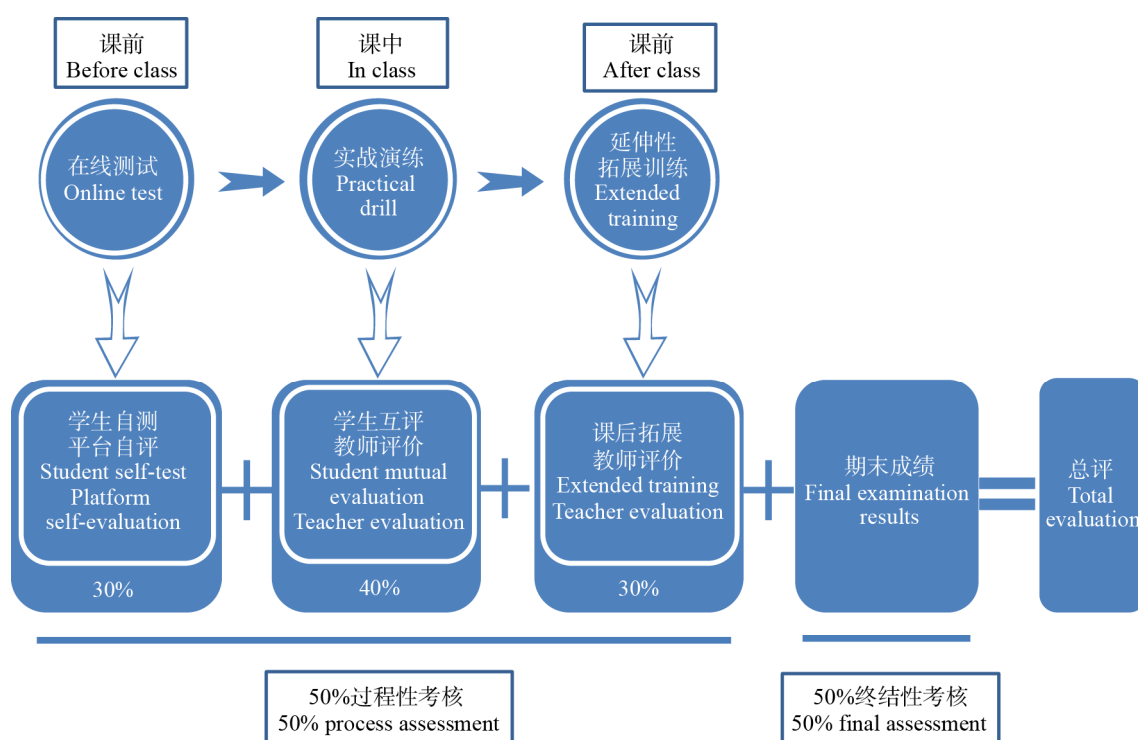 课前
Before class
课中
In class
课前
After class
在线测试
Online test
实战演练
Practical
drill
延伸性
拓展训练
Extended
training
学生自测
平台自评
Student self-test
Platform
self-evaluation
30%
学生互评
教师评价
Student mutual
evaluation
Teacher evaluation
40%
课后拓展
教师评价
Extended training
Teacher evaluation
30%
期末成绩
Final examination
results
总评
Total
evaluation
50%过程性考核
50% process assessment
50%终结性考核
50% final assessment